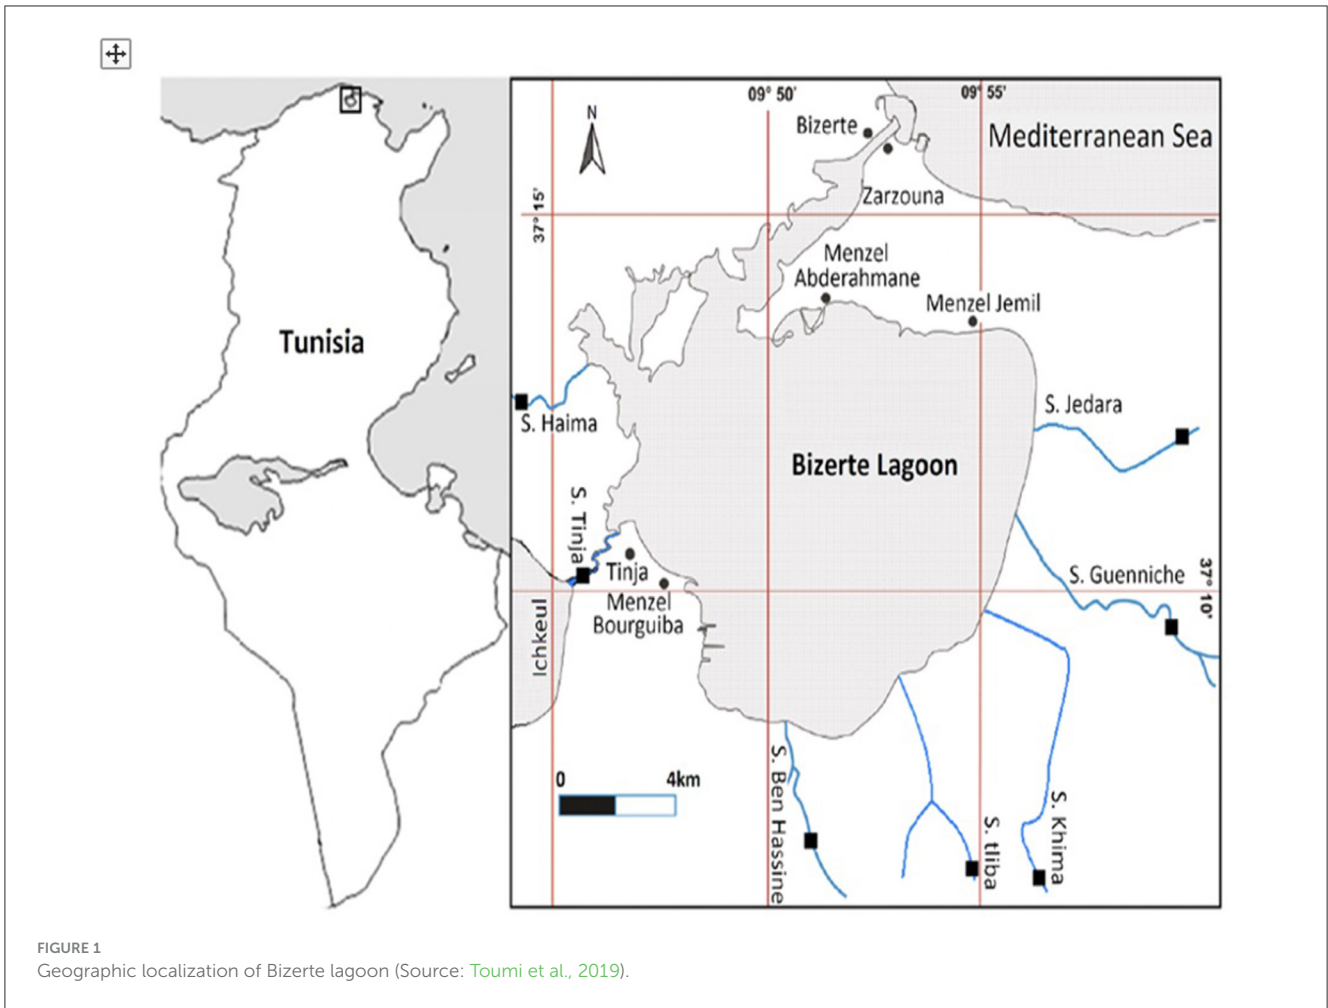 N
09° 50'
09° 55'
Bizerte
Mediterranean Sea
Zarzouna
37° 15'
Menzel
Abderahmane
Menzel Jemil
Tunisia
S. Haima
S. Jedara
Bizerte Lagoon
S. Tinja
Tinja
S. Guenniche
37° 10'
Menzel
Bourguiba
Ichkeul
0
4km
S. Ben Hassine
S. tliba
S. Khima
FIGURE 1
Geographic localization of Bizerte lagoon (Source: Toumi et al., 2019).